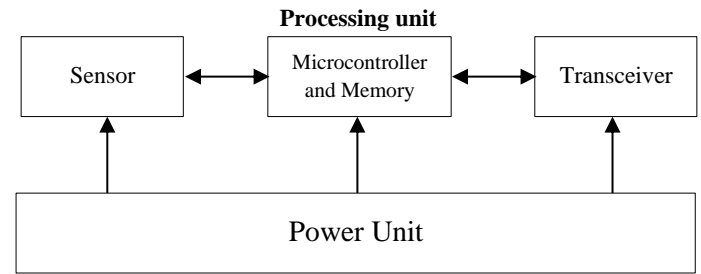 Processing unit
Sensor
Microcontroller
and Memory
Transceiver
Power Unit